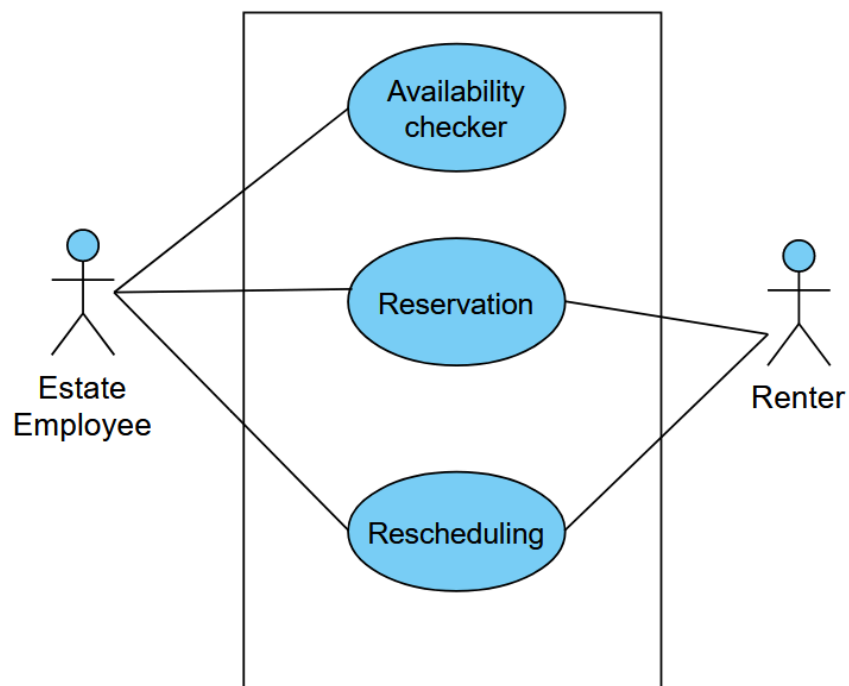 Availability
checker
Reservation
Estate
Employee
Renter
Rescheduling